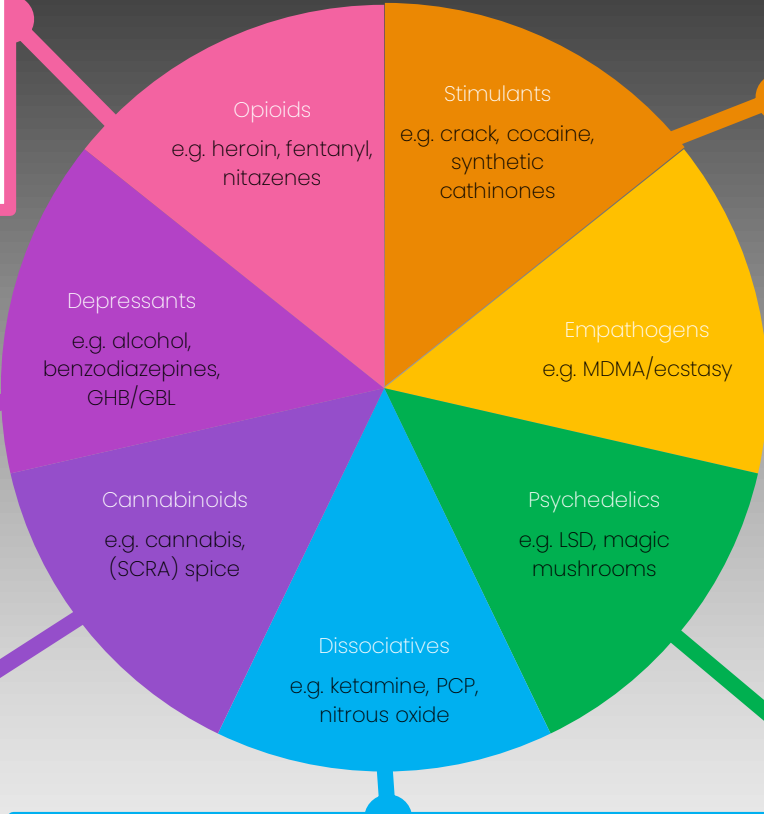 Opioids
e.g. heroin, fentanyl,
nitazenes
Stimulants
e.g. crack, cocaine,
synthetic
cathinones
Empathogens
e.g. MDMA/ecstasy
Psychedelics
e.g. LSD, magic
mushrooms
Dissociatives
e.g. ketamine, PCP,
nitrous oxide
Cannabinoids
e.g. cannabis,
(SCRA) spice
Depressants
e.g. alcohol,
benzodiazepines,
GHB/GBL